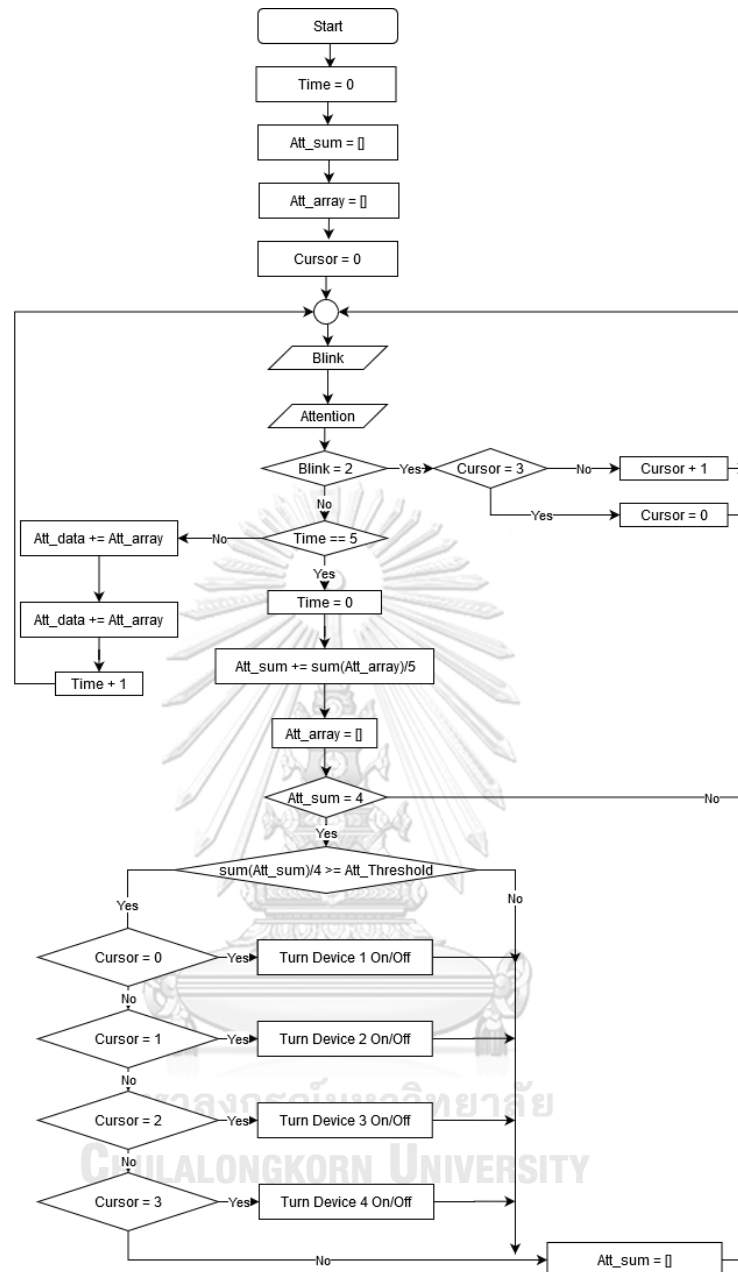 Start
Time = 0
Att_sum = []
Att_array = []
Cursor = 0
Blink
Attention
Blink = 2
Yes
Cursor = 3
No
Cursor + 1
Yes
Cursor = 0
No
Time == 5
No
Att_data += Att_array
Att_data += Att_array
Time + 1
Yes
Time = 0
Att_sum += sum(Att_array)/5
Att_array = []
Att_sum = 4
No
Yes
sum(Att_sum)/4 >= Att_Threshold
Yes
No
Cursor = 0
Yes
Turn Device 1 On/Off
No
Cursor = 1
Yes
Turn Device 2 On/Off
No
Cursor = 2
Yes
Turn Device 3 On/Off
No
Cursor = 3
Yes
Turn Device 4 On/Off
No
Att_sum = []
จุฬาลงกรณ์มหาวิทยาลัย
CHULALONGKORN UNIVERSITY